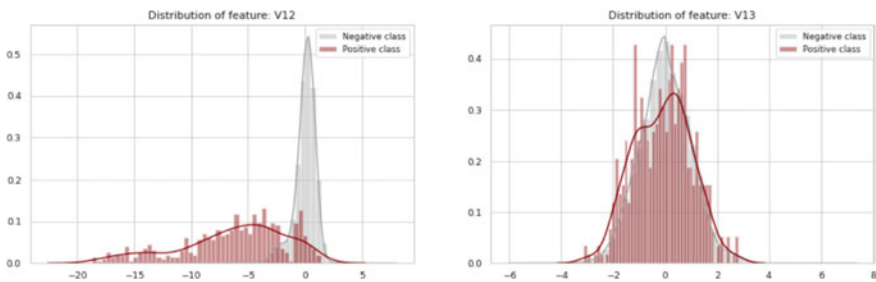 Distribution of feature: V12
Negative class
Positive class
0.5
0.4
0.3
0.2
0.1
0.0
−20 −15 −10 −5 0 5
Distribution of feature: V13
Negative class
Positive class
0.4
0.3
0.2
0.1
0.0
−6 −4 −2 0 2 4 6 8